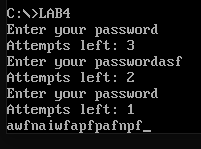 C:\>LAB4
Enter your password
Attempts left: 3
Enter your passwordasf
Attempts left: 2
Enter your password
Attempts left: 1
awfnaiwfapfpafnpf_